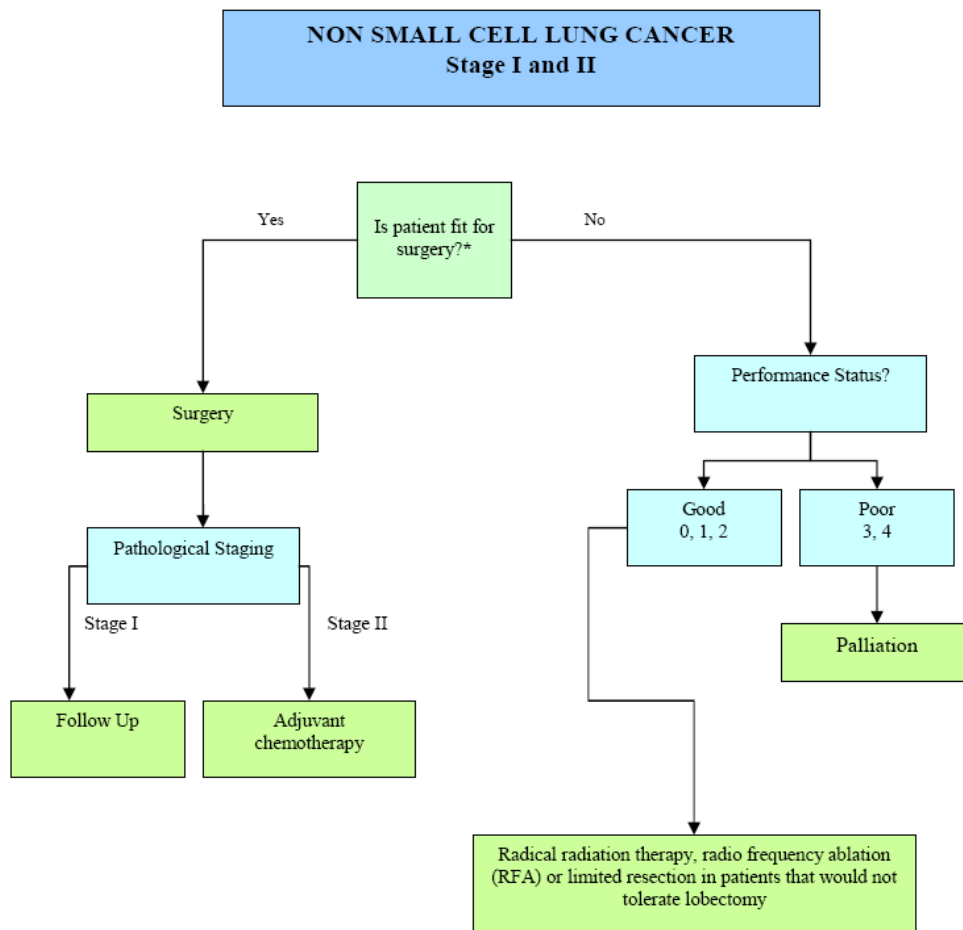 NON SMALL CELL LUNG CANCER
Stage I and II
Yes
Is patient fit for
surgery?*
No
Performance Status?
Surgery
Good
0, 1, 2
Poor
3, 4
Pathological Staging
Stage I
Stage II
Palliation
Follow Up
Adjuvant
chemotherapy
Radical radiation therapy, radio frequency ablation
(RFA) or limited resection in patients that would not
tolerate lobectomy